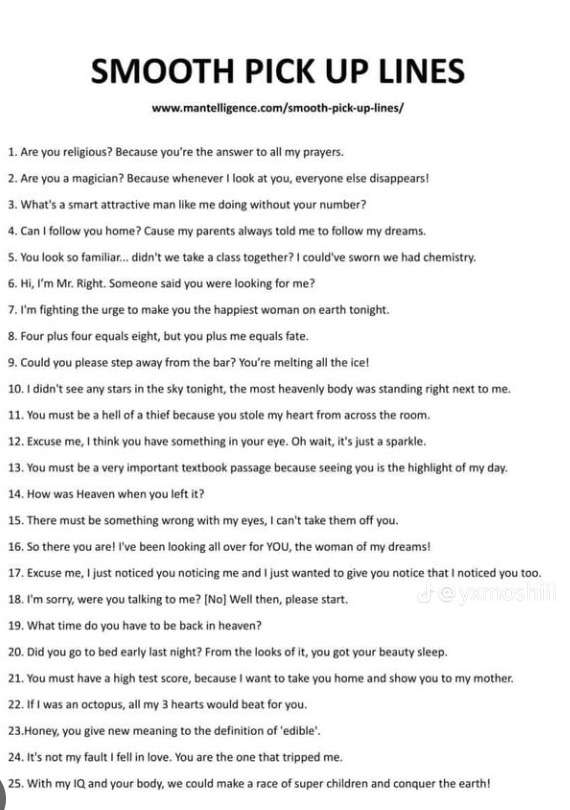 SMOOTH PICK UP LINES
www.mantelligence.com/smooth-pick-up-lines/
1. Are you religious? Because you're the answer to all my prayers.
2. Are you a magician? Because whenever I look at you, everyone else disappears!
3. What's a smart attractive man like me doing without your number?
4. Can I follow you home? Cause my parents always told me to follow my dreams.
5. You look so familiar... didn't we take a class together? I could've sworn we had chemistry.
6. Hi, I'm Mr. Right. Someone said you were looking for me?
7. I'm fighting the urge to make you the happiest woman on earth tonight.
8. Four plus four equals eight, but you plus me equals fate.
9. Could you please step away from the bar? You're melting all the ice!
10. I didn't see any stars in the sky tonight, the most heavenly body was standing right next to me.
11. You must be a hell of a thief because you stole my heart from across the room.
12. Excuse me, I think you have something in your eye. Oh wait, it's just a sparkle.
13. You must be a very important textbook passage because seeing you is the highlight of my day.
14. How was Heaven when you left it?
15. There must be something wrong with my eyes, I can't take them off you.
16. So there you are! I've been looking all over for YOU, the woman of my dreams!
17. Excuse me, I just noticed you noticing me and I just wanted to give you notice that I noticed you too.
18. I'm sorry, were you talking to me? [No] Well then, please start.
@yxmoshiii
19. What time do you have to be back in heaven?
20. Did you go to bed early last night? From the looks of it, you got your beauty sleep.
21. You must have a high test score, because I want to take you home and show you to my mother.
22. If I was an octopus, all my 3 hearts would beat for you.
23.Honey, you give new meaning to the definition of 'edible'.
24. It's not my fault I fell in love. You are the one that tripped me.
25. With my IQ and your body, we could make a race of super children and conquer the earth!